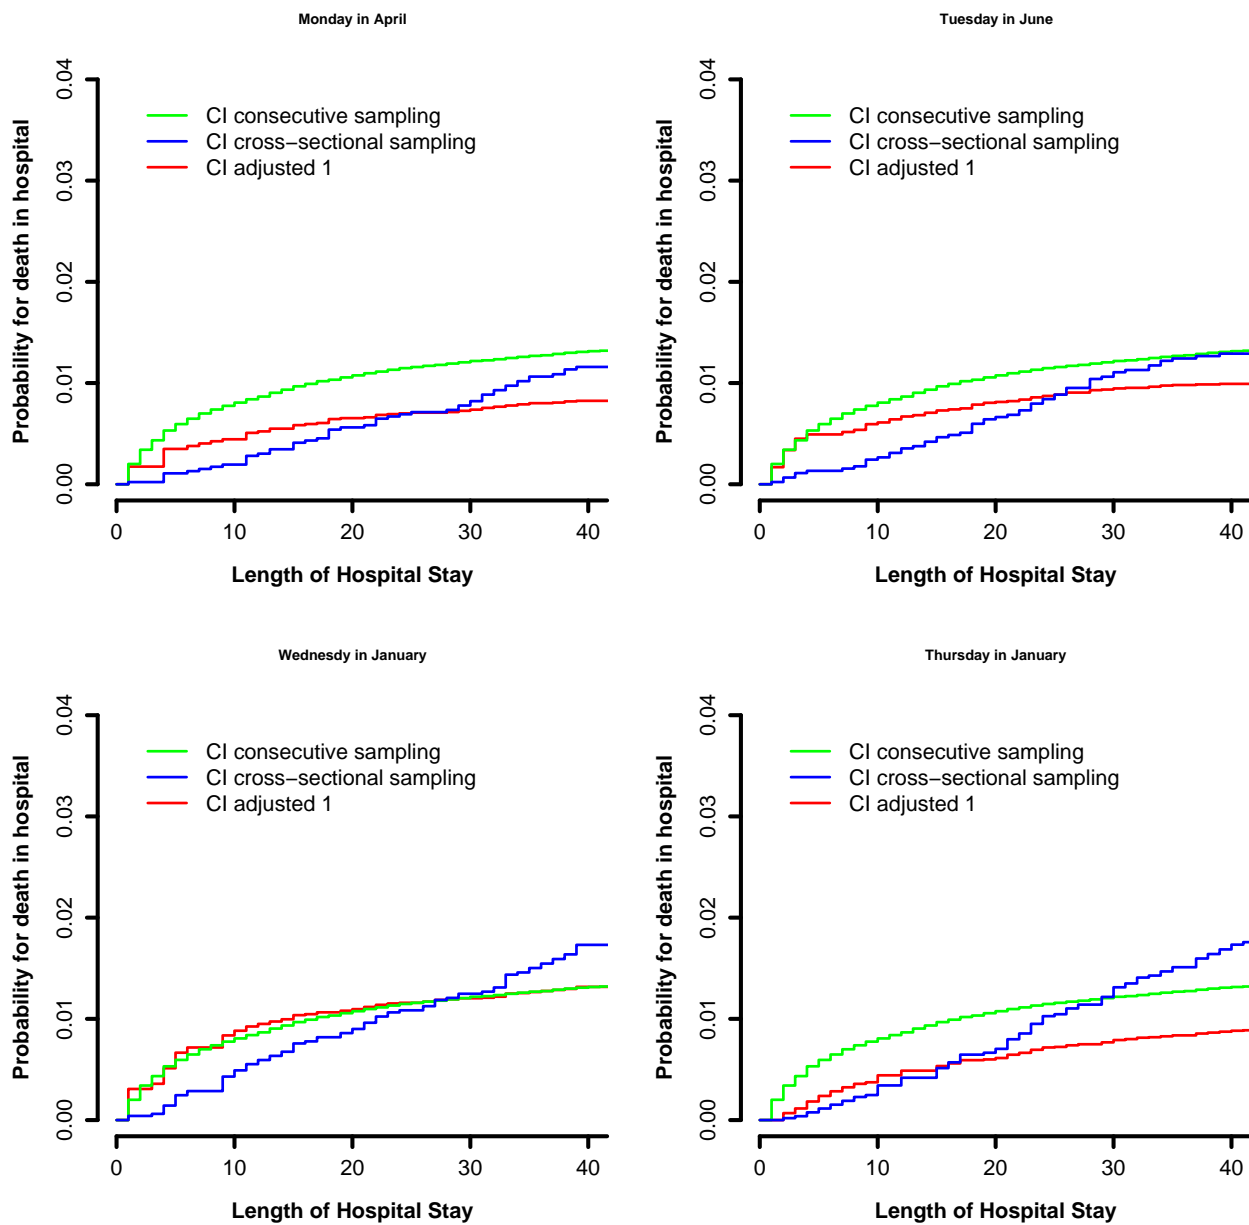 Monday in April
Probability for death in hospital
0.04
0.03
0.02
0.01
0.00
CI consecutive sampling
CI cross−sectional sampling
CI adjusted 1
0 10 20 30 40
Length of Hospital Stay
Tuesday in June
Probability for death in hospital
0.04
0.03
0.02
0.01
0.00
CI consecutive sampling
CI cross−sectional sampling
CI adjusted 1
0 10 20 30 40
Length of Hospital Stay
Wednesdy in January
Probability for death in hospital
0.04
0.03
0.02
0.01
0.00
CI consecutive sampling
CI cross−sectional sampling
CI adjusted 1
0 10 20 30 40
Length of Hospital Stay
Thursday in January
Probability for death in hospital
0.04
0.03
0.02
0.01
0.00
CI consecutive sampling
CI cross−sectional sampling
CI adjusted 1
0 10 20 30 40
Length of Hospital Stay